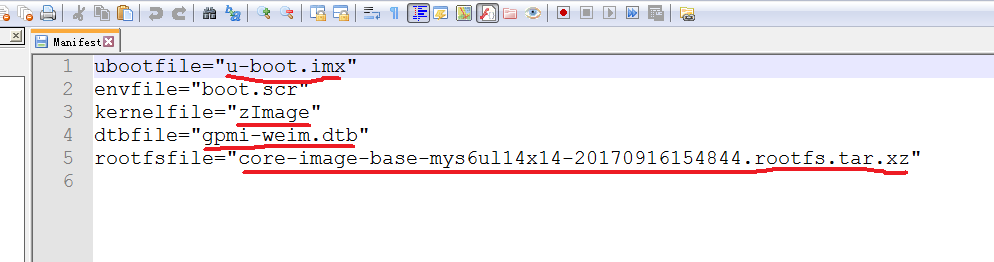 Manifest
1 ubootfile="u-boot.imx"
2 envfile="boot.scr"
3 kernelfile="zImage"
4 dtbfile="gpmi-weim.dtb"
5 rootfsfile="core-image-base-mys6ul14x14-20170916154844.rootfs.tar.xz"
6